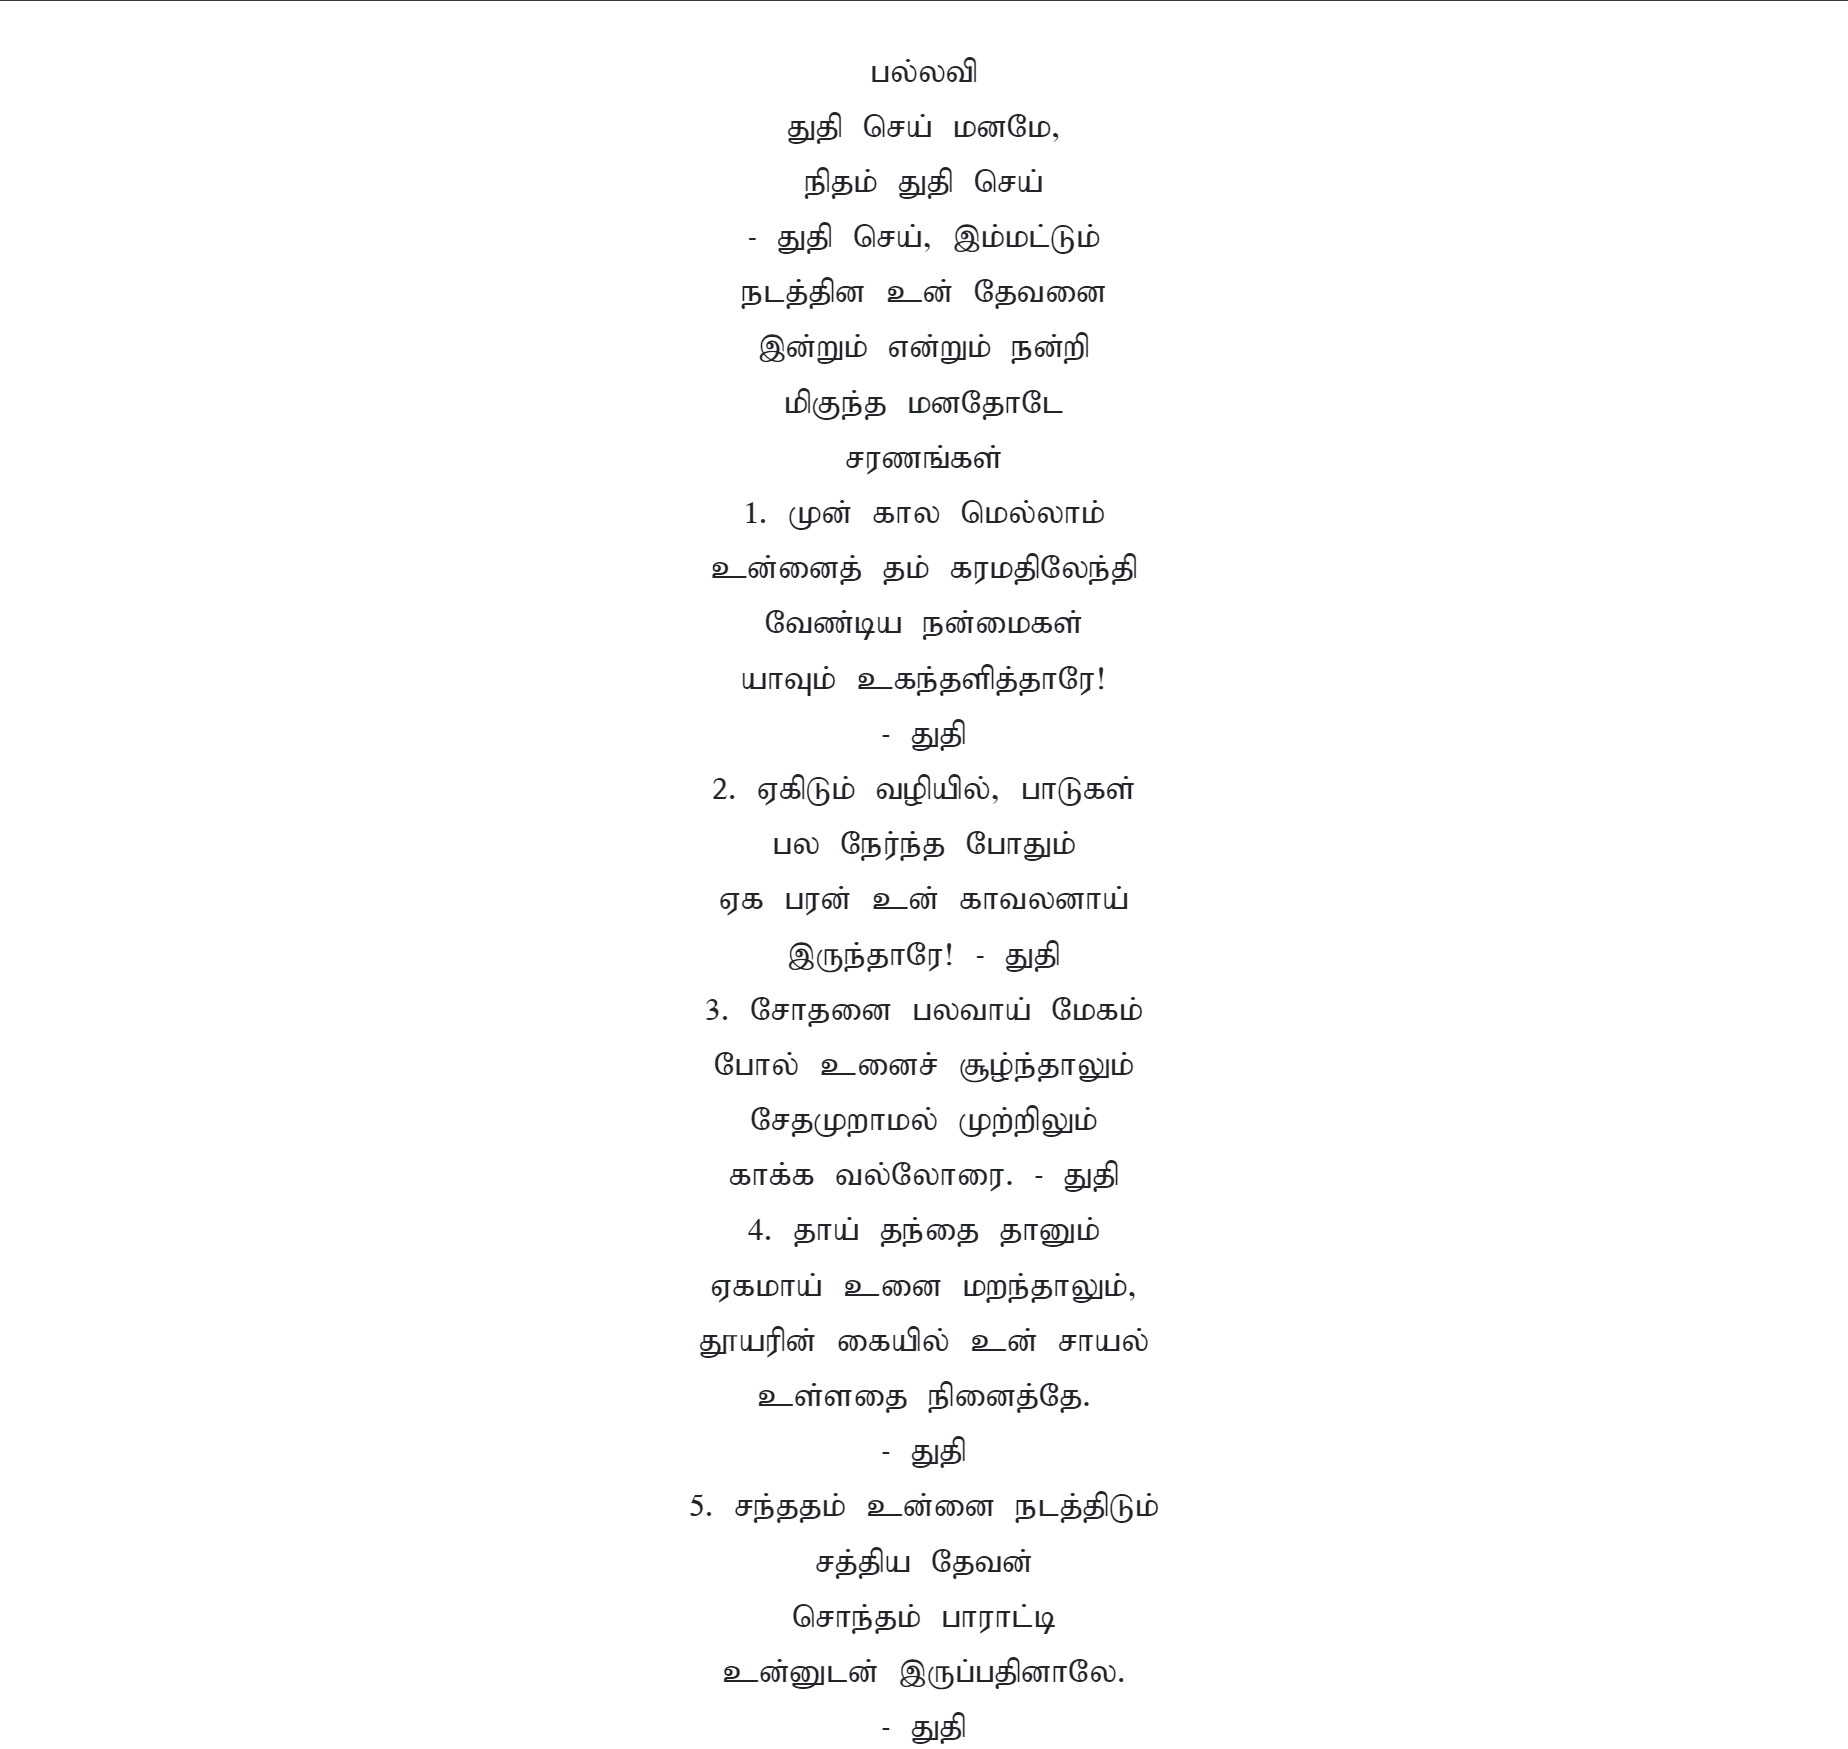 பல்லவி
துதி செய் மனமே,
நிதம் துதி செய்
- துதி செய், இம்மட்டும்
நடத்தின உன் தேவனை
இன்றும் என்றும் நன்றி
மிகுந்த மனதோடே
சரணங்கள்
1. முன் கால மெல்லாம்
உன்னைத் தம் கரமதிலேந்தி
வேண்டிய நன்மைகள்
யாவும் உகந்தளித்தாரே!
- துதி
2. ஏகிடும் வழியில், பாடுகள்
பல நேர்ந்த போதும்
ஏக பரன் உன் காவலனாய்
இருந்தாரே! - துதி
3. சோதனை பலவாய் மேகம்
போல் உனைச் சூழ்ந்தாலும்
சேதமுறாமல் முற்றிலும்
காக்க வல்லோரை. - துதி
4. தாய் தந்தை தானும்
ஏகமாய் உனை மறந்தாலும்,
தூயரின் கையில் உன் சாயல்
உள்ளதை நினைத்தே.
- துதி
5. சந்ததம் உன்னை நடத்திடும்
சத்திய தேவன்
சொந்தம் பாராட்டி
உன்னுடன் இருப்பதினாலே.
- துதி